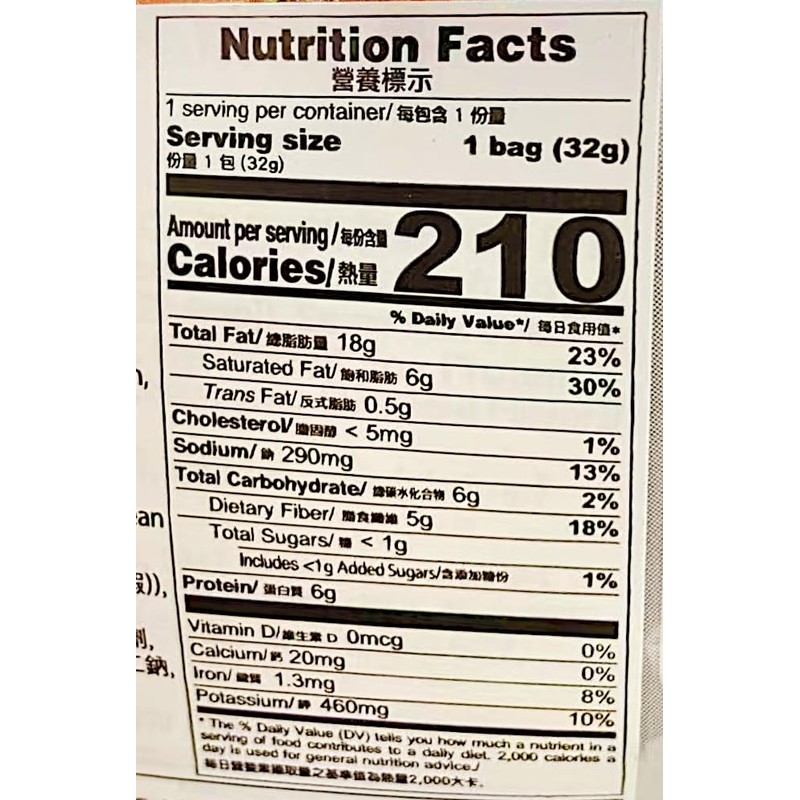 Nutrition Facts
營養標示
1 serving per container/ 每包含 1 份量
Serving size 1 bag (32g)
份量 1 包 (32g)
Amount per serving / 每份含量
Calories/ 熱量 210
% Daily Value*/ 每日食用值*
Total Fat/ 總脂肪量 18g 23%
Saturated Fat/ 飽和脂肪 6g 30%
Trans Fat/ 反式脂肪 0.5g
Cholesterol/ 膽固醇 < 5mg 1%
Sodium/ 鈉 290mg 13%
Total Carbohydrate/ 總碳水化合物 6g 2%
Dietary Fiber/ 膳食纖維 5g 18%
Total Sugars/ 糖 < 1g
Includes <1g Added Sugars/含添加糖份 1%
Protein/ 蛋白質 6g
Vitamin D/維生素 D 0mcg 0%
Calcium/ 鈣 20mg 0%
Iron/ 鐵質 1.3mg 8%
Potassium/ 鉀 460mg 10%
* The % Daily Value (DV) tells you how much a nutrient in a
serving of food contributes to a daily diet. 2,000 calories a
day is used for general nutrition advice./
每日營養素攝取量之基準值為熱量2,000大卡.